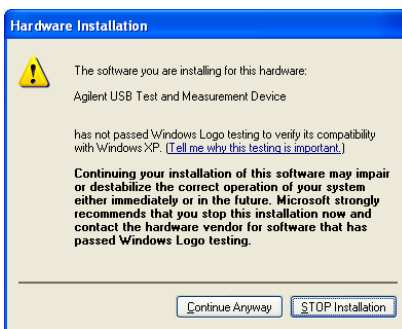 Hardware Installation
The software you are installing for this hardware:
Agilent USB Test and Measurement Device
has not passed Windows Logo testing to verify its compatibility
with Windows XP. (Tell me why this testing is important.)
Continuing your installation of this software may impair
or destabilize the correct operation of your system
either immediately or in the future. Microsoft strongly
recommends that you stop this installation now and
contact the hardware vendor for software that has
passed Windows Logo testing.
Continue Anyway
STOP Installation